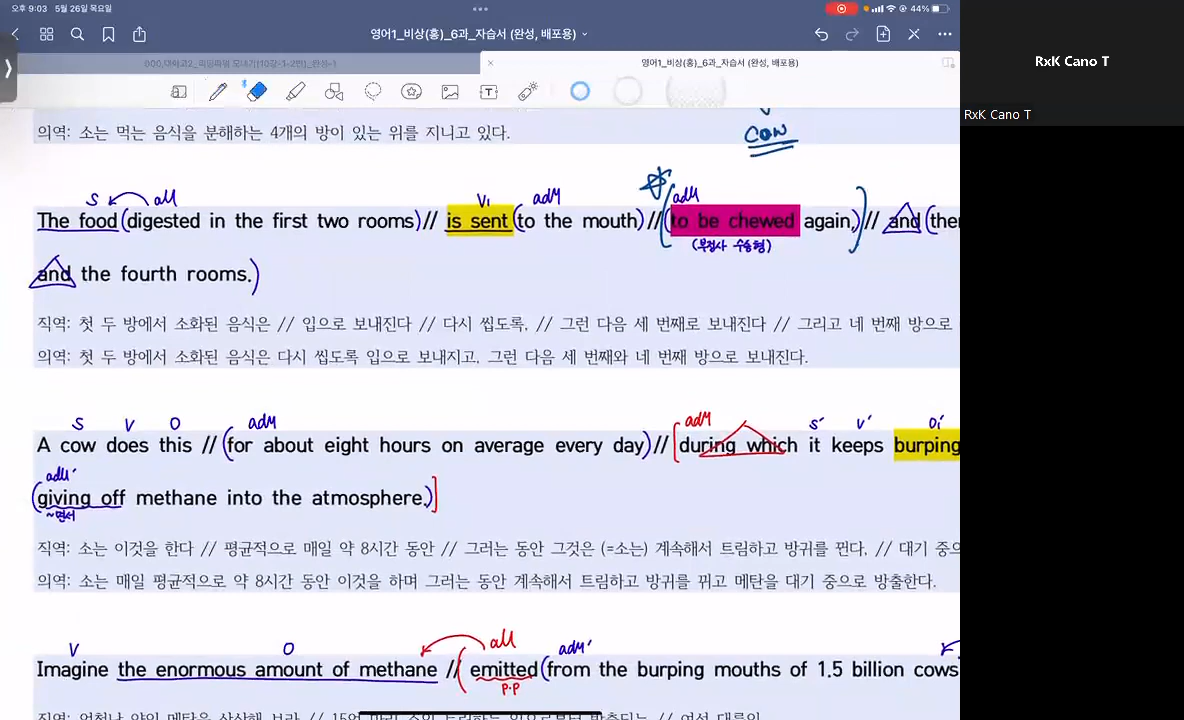 오후 9:03 5월 26일 목요일
44%
영어1_비상(홍)_6과_자습서 (완성, 배포용)
영어1_비상(홍)_6과_자습서 (완성, 배포용)
RxK Cano T
RxK Cano T
의역: 소는 먹는 음식을 분해하는 4개의 방이 있는 위를 지니고 있다.
cow
S V1
The food (digested in the first two rooms) // is sent (to the mouth) // (to be chewed again,) // and (ther
(부정사 수동형)
and the fourth rooms.)
직역: 첫 두 방에서 소화된 음식은 // 입으로 보내진다 // 다시 씹도록, // 그런 다음 세 번째로 보내진다 // 그리고 네 번째 방으로
의역: 첫 두 방에서 소화된 음식은 다시 씹도록 입으로 보내지고, 그런 다음 세 번째와 네 번째 방으로 보내진다.
S V O S' V'
A cow does this // (for about eight hours on average every day) // [during which it keeps burping
(giving off methane into the atmosphere.)]
~면서
직역: 소는 이것을 한다 // 평균적으로 매일 약 8시간 동안 // 그러는 동안 그것은 (=소는) 계속해서 트림하고 방귀를 뀐다, // 대기 중으
의역: 소는 매일 평균적으로 약 8시간 동안 이것을 하며 그러는 동안 계속해서 트림하고 방귀를 뀌고 메탄을 대기 중으로 방출한다.
V O
Imagine the enormous amount of methane // (emitted (from the burping mouths of 1.5 billion cows
p.p